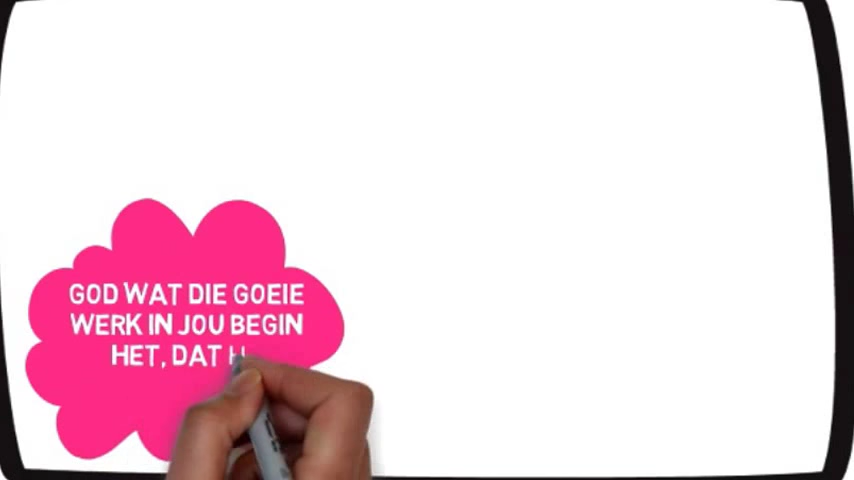 GOD WAT DIE GOEIE
WERK IN JOU BEGIN
HET, DAT